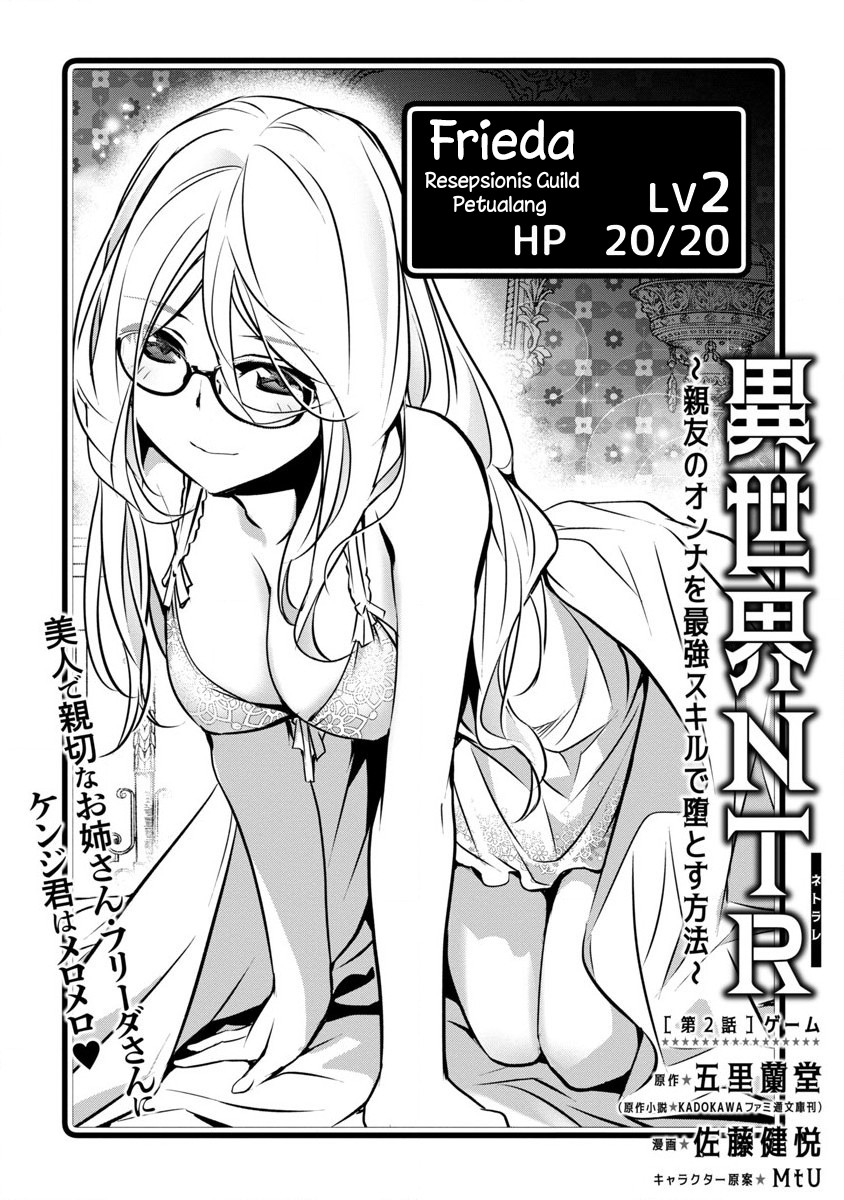 Frieda
Resepsionis Guild
Petualang
LV2
HP 20/20
異世界NTR
ネトラレ
～親友のオンナを最強スキルで堕とす方法～
美人で親切なお姉さん・フリーダさんに
ケンジ君はメロメロ♥
［第2話］ゲーム
原作★五里蘭堂
（原作小説★KADOKAWAファミ通文庫刊）
漫画★佐藤健悦
キャラクター原案★MtU